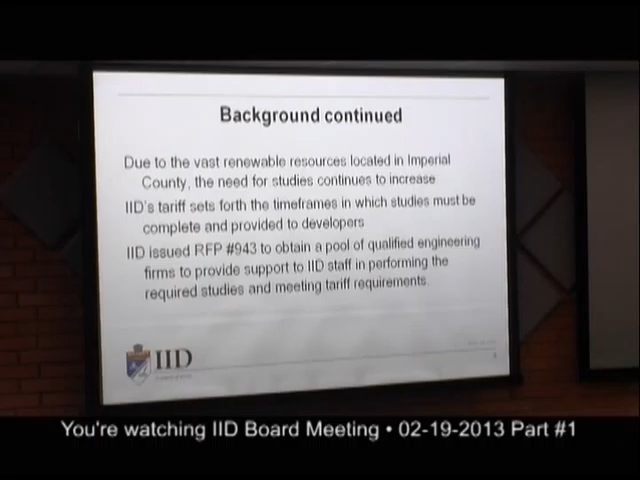 Background continued
Due to the vast renewable resources located in Imperial
County, the need for studies continues to increase
IID's tariff sets forth the timeframes in which studies must be
complete and provided to developers
IID issued RFP #943 to obtain a pool of qualified engineering
firms to provide support to IID staff in performing the
required studies and meeting tariff requirements
IID
You're watching IID Board Meeting • 02-19-2013 Part #1